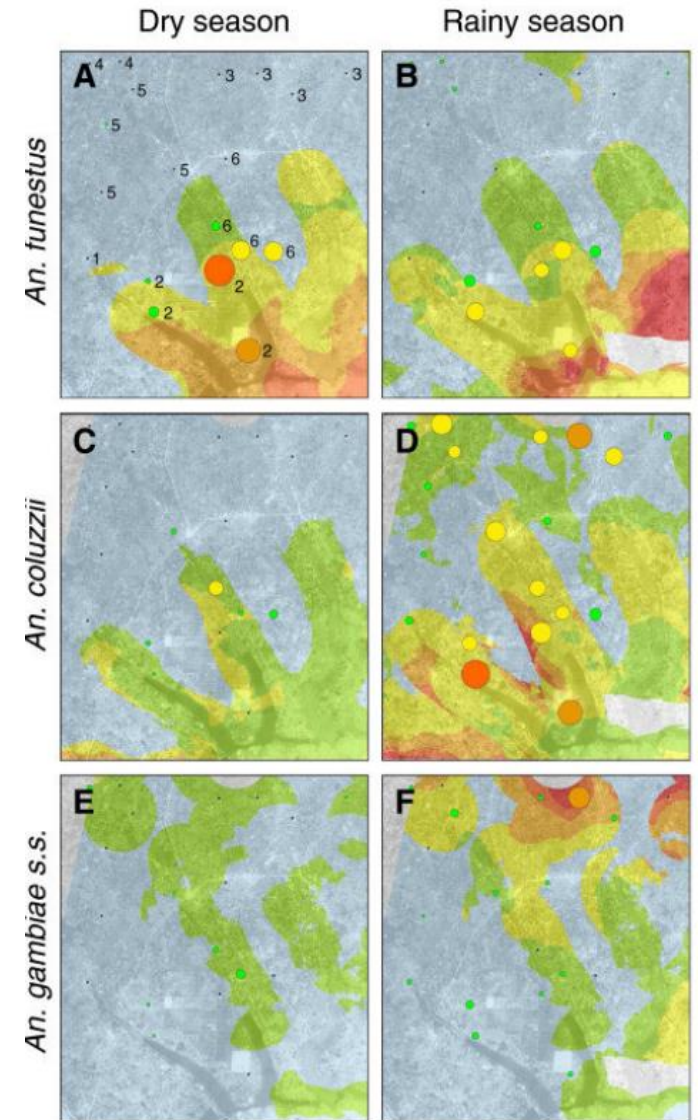 Dry season Rainy season
An. funestus
A
B
4 4
3 3 3
5 3
5
5 6
5
6
6 6
1
2 2
2
2
An. coluzzii
C
D
An. gambiae s.s.
E
F